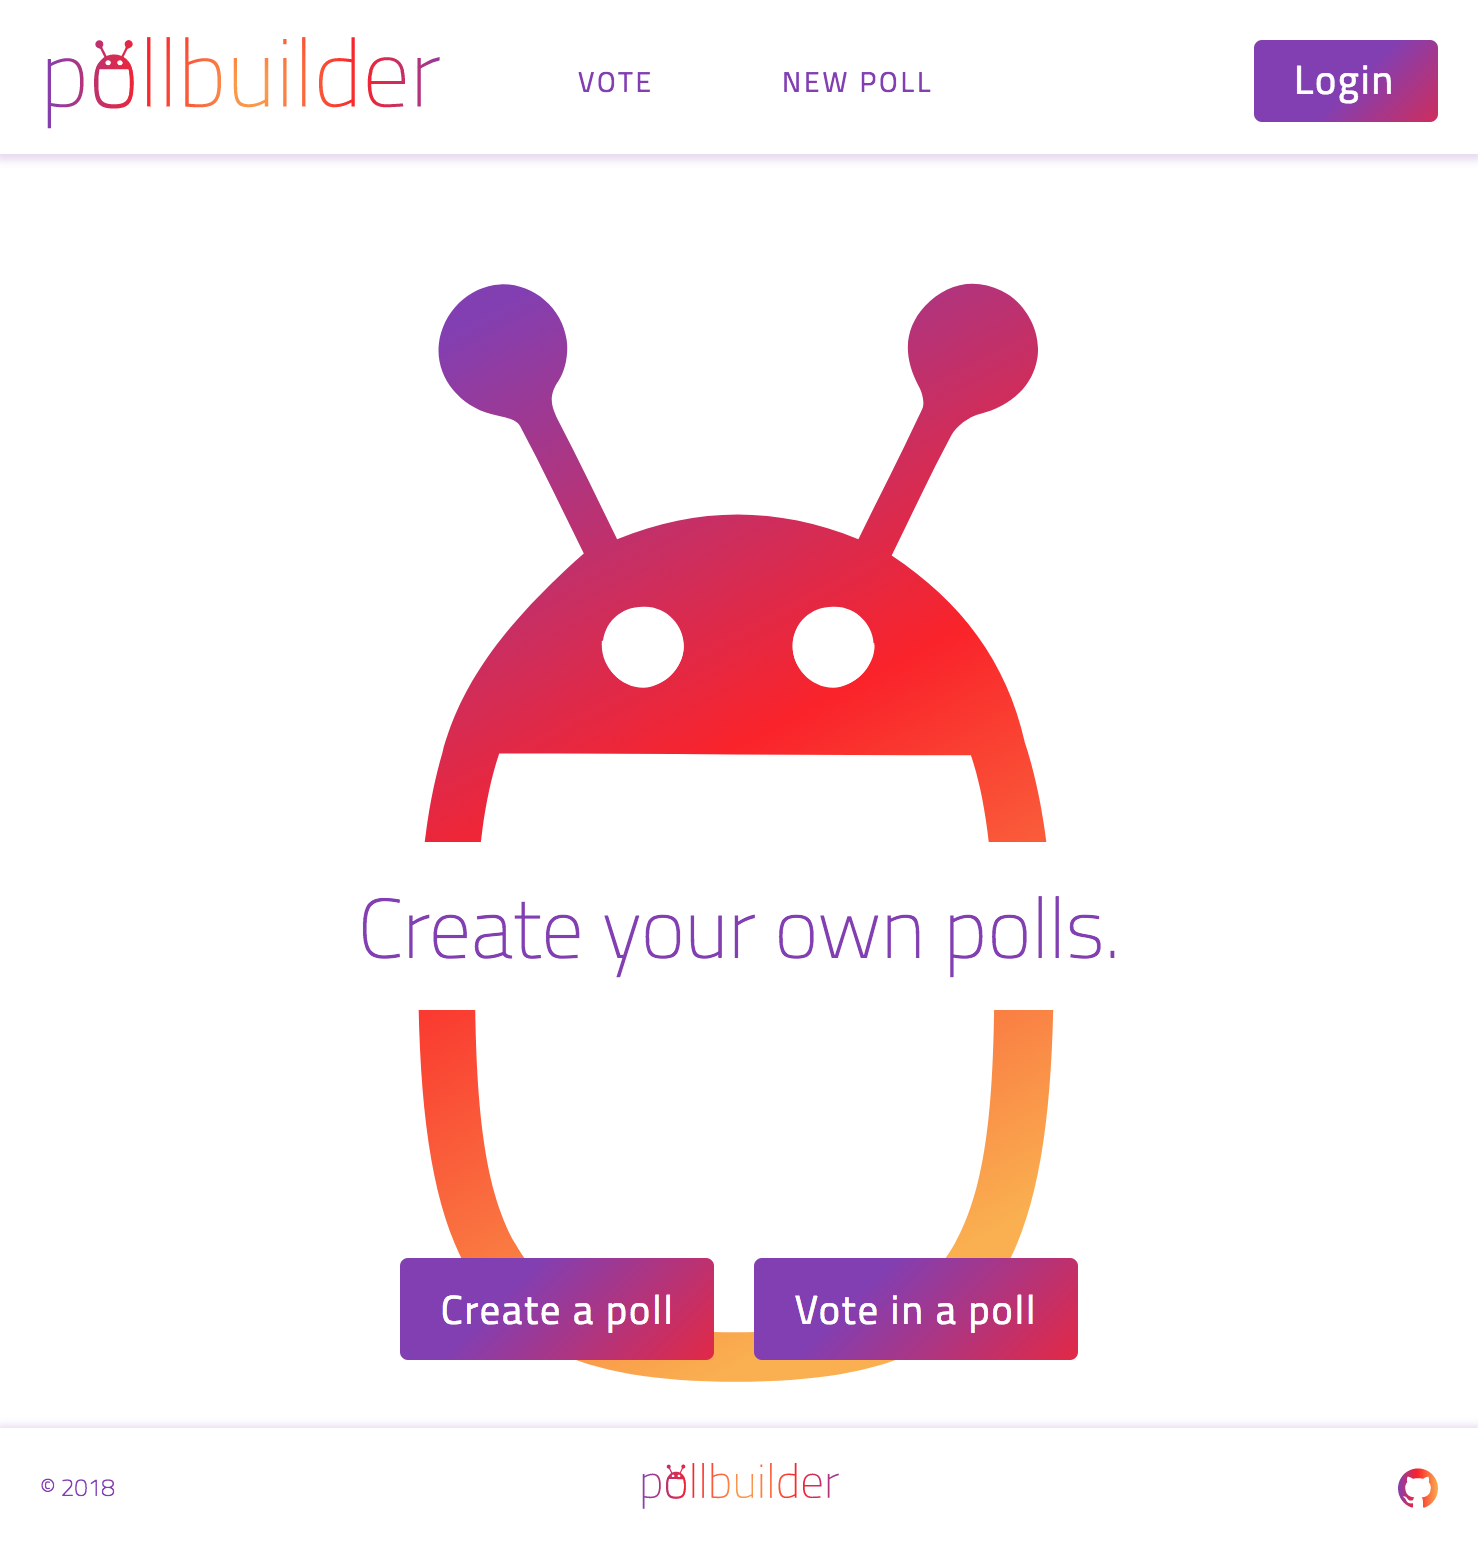 pollbuilder
VOTE
NEW POLL
Login
Create your own polls.
Create a poll
Vote in a poll
© 2018
pollbuilder